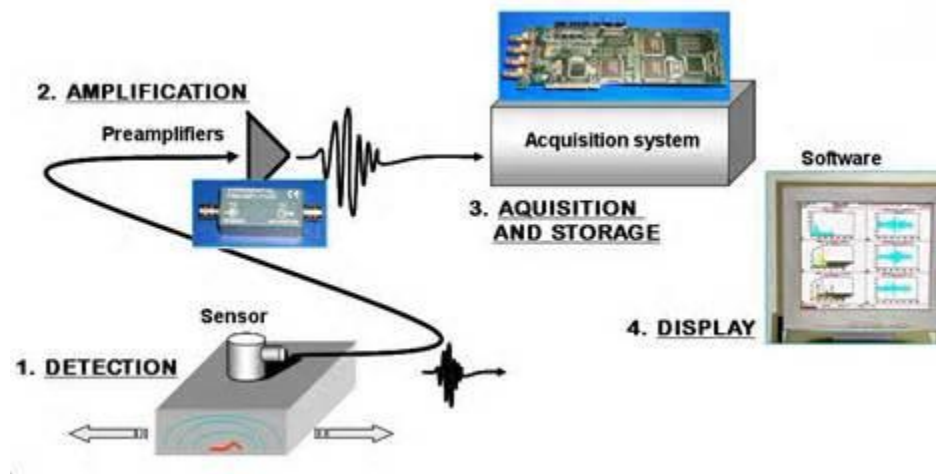 2. AMPLIFICATION
Preamplifiers
Acquisition system
Software
3. AQUISITION
AND STORAGE
Sensor
4. DISPLAY
1. DETECTION